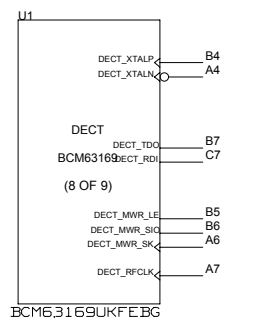 U1
DECT_XTALP B4
DECT_XTALN A4
DECT
DECT_TDO B7
BCM63169 DECT_RDI C7
(8 OF 9)
DECT_MWR_LE B5
DECT_MWR_SIO B6
DECT_MWR_SK A6
DECT_RFCLK A7
BCM63169UKFEBG